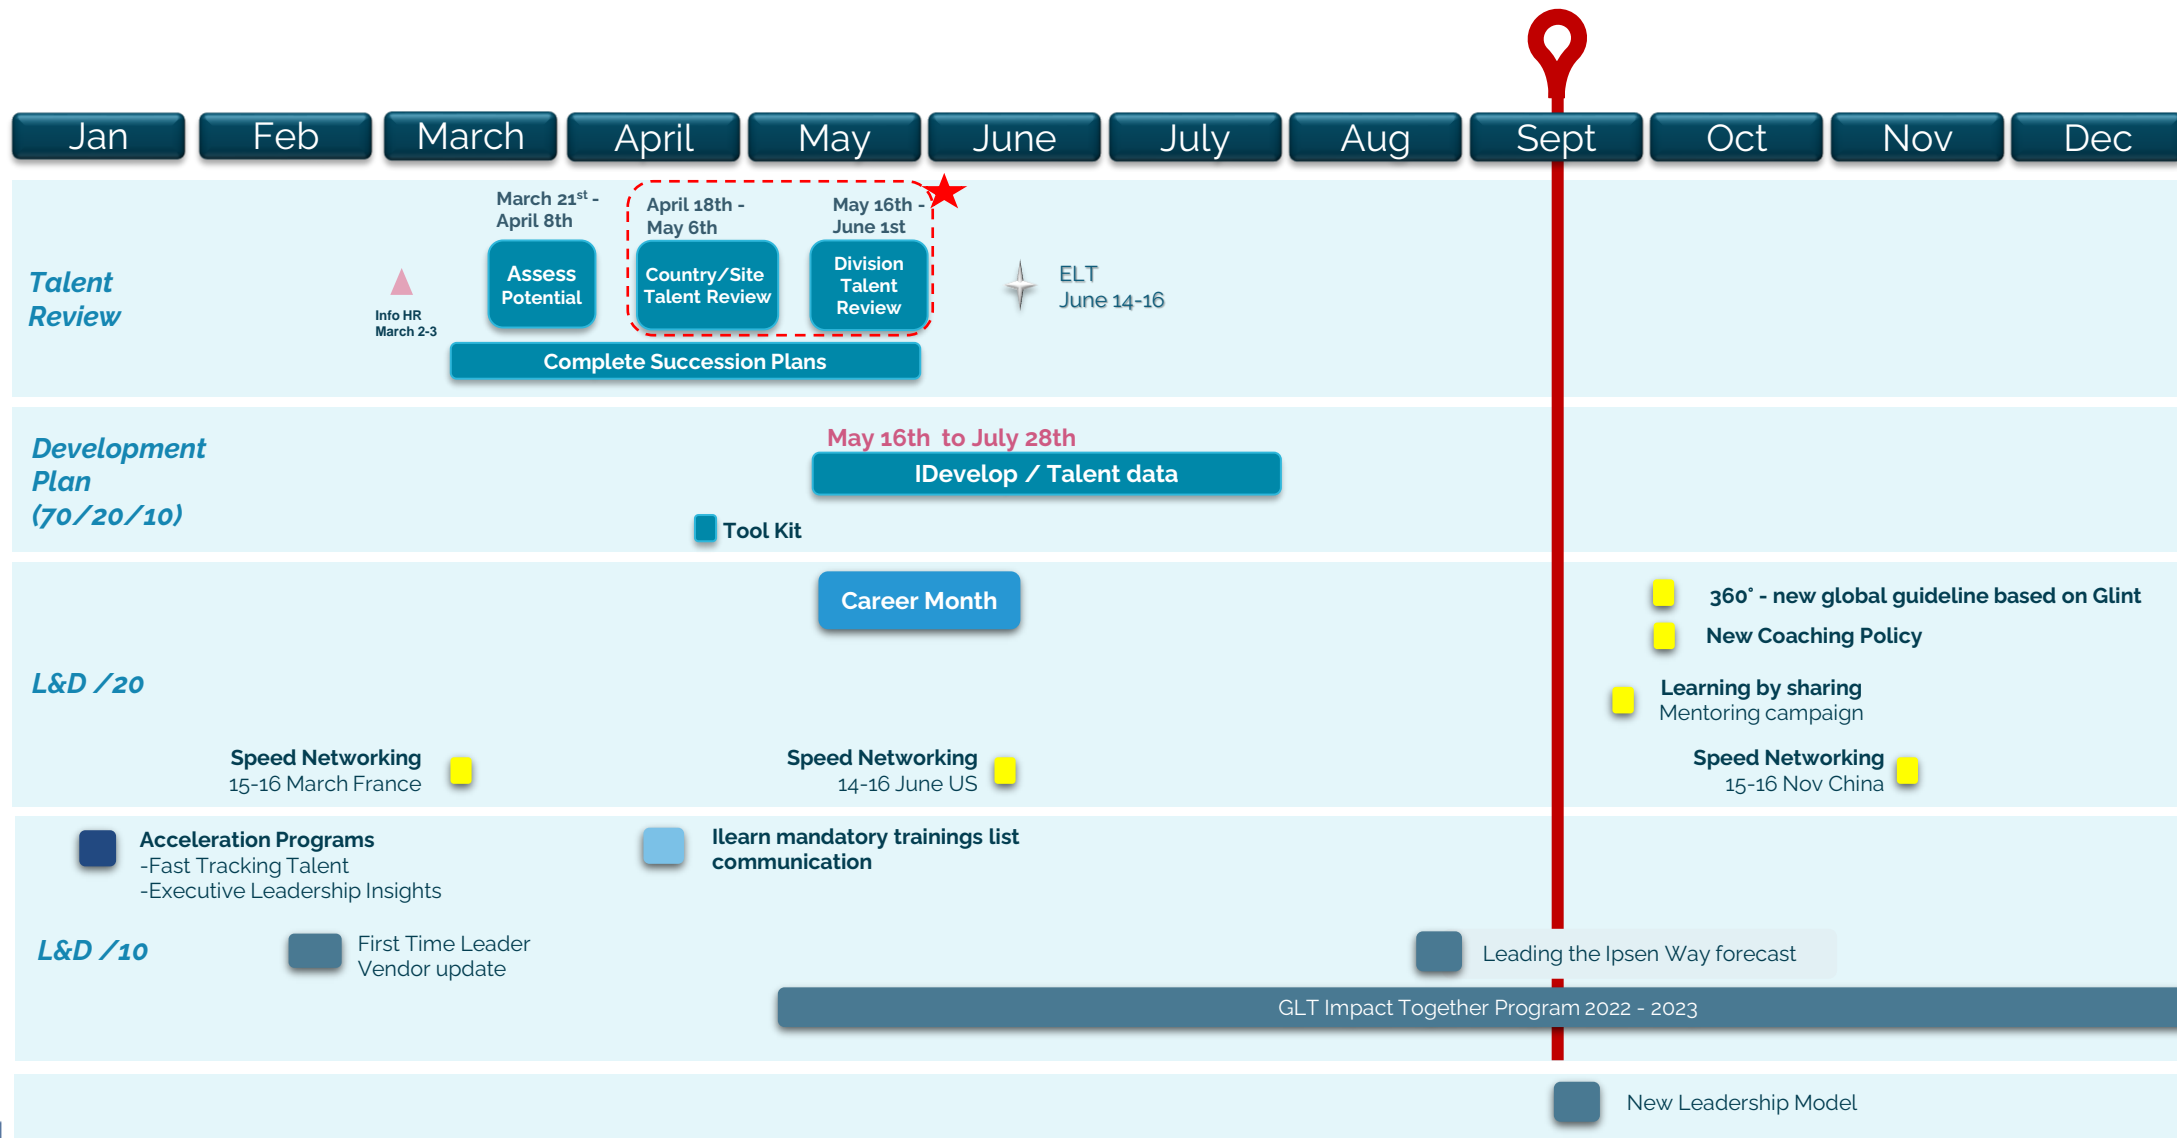 Jan Feb March April May June July Aug Sept Oct Nov Dec
Talent
Review
Info HR
March 2-3
March 21st -
April 8th
Assess
Potential
April 18th -
May 6th
Country/Site
Talent Review
May 16th -
June 1st
Division
Talent
Review
ELT
June 14-16
Complete Succession Plans
Development
Plan
(70/20/10)
May 16th to July 28th
IDevelop / Talent data
Tool Kit
L&D /20
Career Month
360° - new global guideline based on Glint
New Coaching Policy
Learning by sharing
Mentoring campaign
Speed Networking
15-16 March France
Speed Networking
14-16 June US
Speed Networking
15-16 Nov China
L&D /10
Acceleration Programs
-Fast Tracking Talent
-Executive Leadership Insights
Ilearn mandatory trainings list
communication
First Time Leader
Vendor update
Leading the Ipsen Way forecast
GLT Impact Together Program 2022 - 2023
New Leadership Model